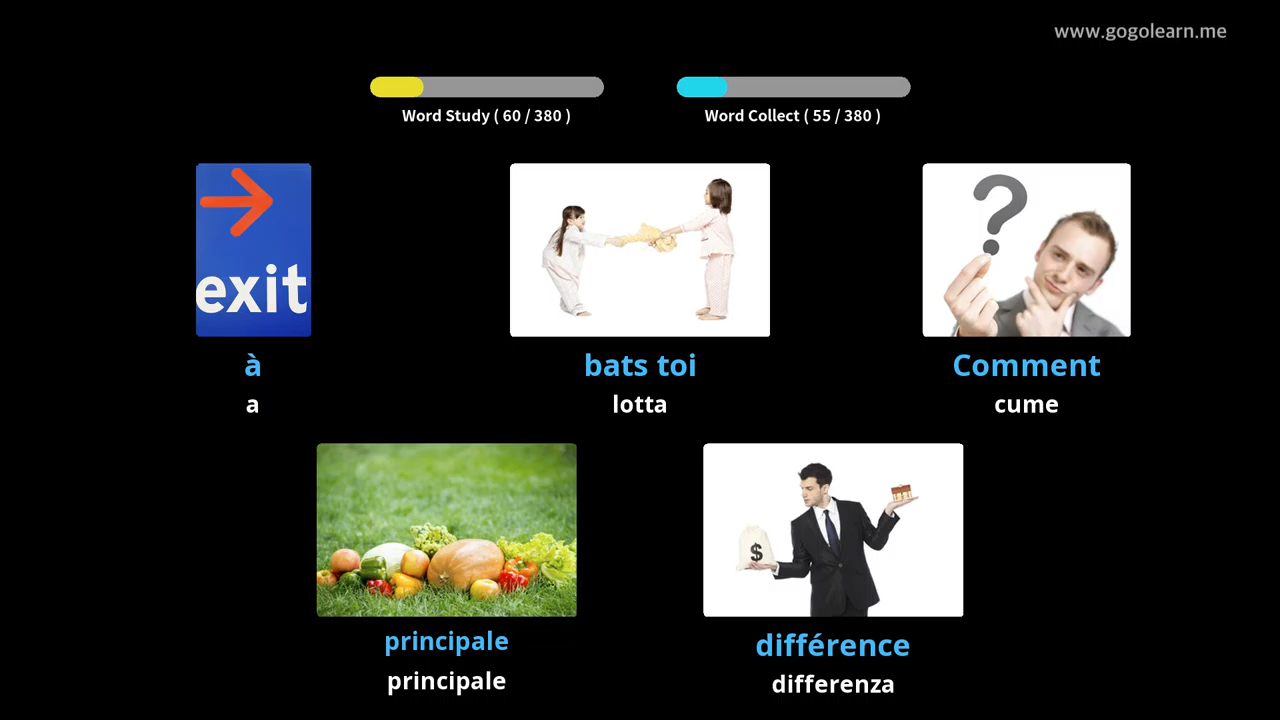 www.gogolearn.me
Word Study ( 60 / 380 )
Word Collect ( 55 / 380 )
exit
à
a
bats toi
lotta
Comment
cume
$
principale
principale
différence
differenza